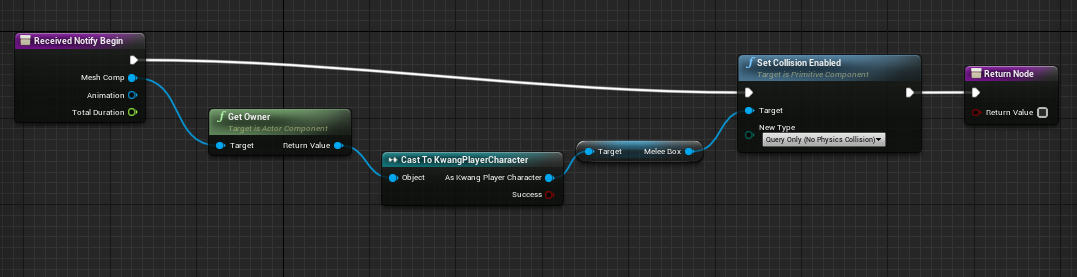 Received Notify Begin
Mesh Comp
Animation
Total Duration
Get Owner
Target is Actor Component
Target
Return Value
Cast To KwangPlayerCharacter
Object
As Kwang Player Character
Success
Target
Melee Box
Set Collision Enabled
Target is Primitive Component
Target
New Type
Query Only (No Physics Collision)
Return Node
Return Value